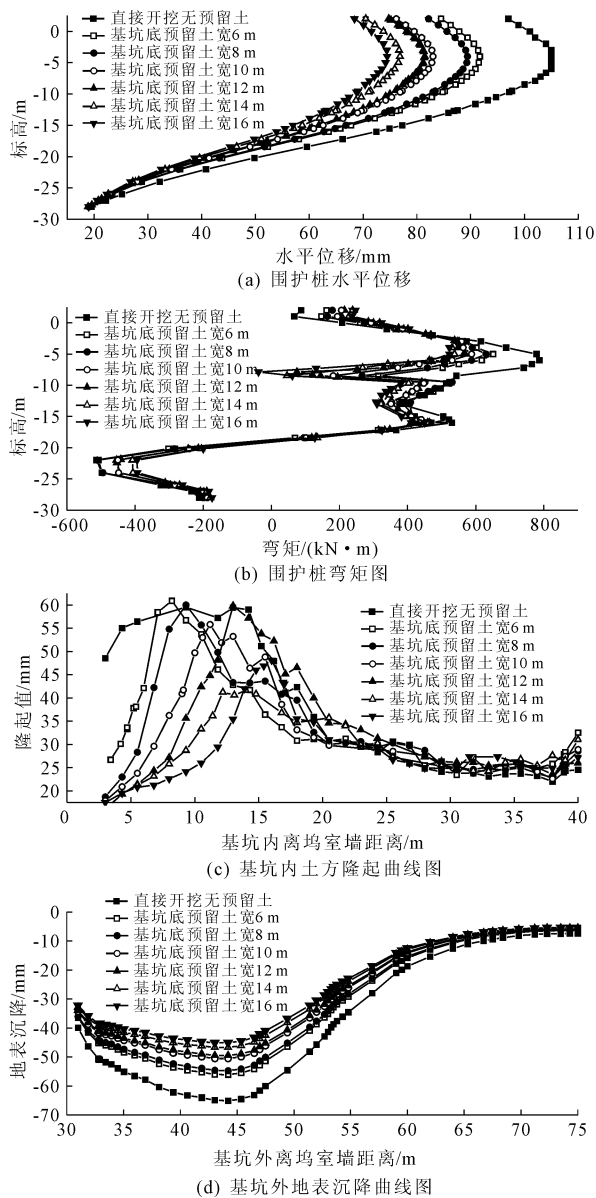 直接开挖无预留土
基坑底预留土宽6 m
基坑底预留土宽8 m
基坑底预留土宽10 m
基坑底预留土宽12 m
基坑底预留土宽14 m
基坑底预留土宽16 m
标高/m
0
-5
-10
-15
-20
-25
-30
20 30 40 50 60 70 80 90 100 110
水平位移/mm
(a) 围护桩水平位移
直接开挖无预留土
基坑底预留土宽6 m
基坑底预留土宽8 m
基坑底预留土宽10 m
基坑底预留土宽12 m
基坑底预留土宽14 m
基坑底预留土宽16 m
标高/m
0
-5
-10
-15
-20
-25
-30
-600 -400 -200 0 200 400 600 800
弯矩/(kN·m)
(b) 围护桩弯矩图
直接开挖无预留土
基坑底预留土宽6 m
基坑底预留土宽8 m
基坑底预留土宽10 m
基坑底预留土宽12 m
基坑底预留土宽14 m
基坑底预留土宽16 m
隆起值/mm
60
55
50
45
40
35
30
25
20
0 5 10 15 20 25 30 35 40
基坑内离坞室墙距离/m
(c) 基坑内土方隆起曲线图
直接开挖无预留土
基坑底预留土宽6 m
基坑底预留土宽8 m
基坑底预留土宽10 m
基坑底预留土宽12 m
基坑底预留土宽14 m
基坑底预留土宽16 m
地表沉降/mm
0
-10
-20
-30
-40
-50
-60
-70
30 35 40 45 50 55 60 65 70 75
基坑外离坞室墙距离/m
(d) 基坑外地表沉降曲线图